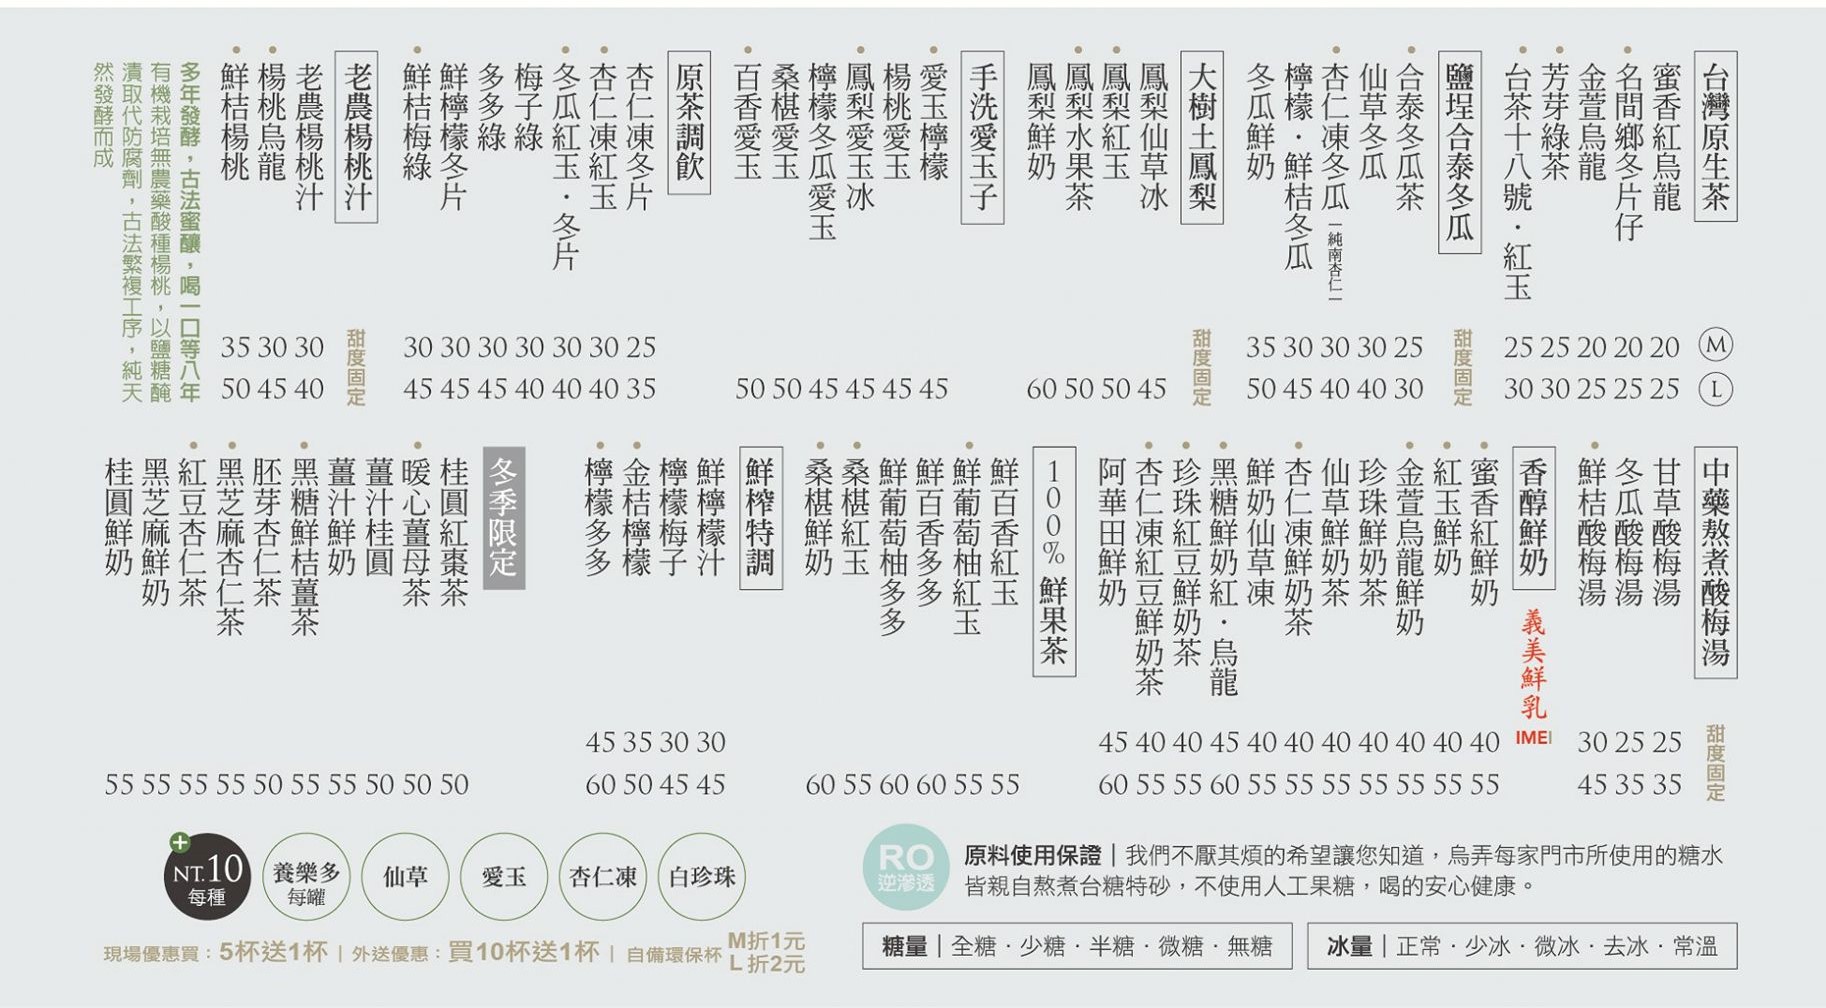 台灣原生茶
Ⓜ
Ⓛ
蜜香紅烏龍 20 25
名間鄉冬片仔 20 25
金萱烏龍 20 25
芳芽綠茶 25 30
台茶十八號·紅玉 25 30
鹽埕合泰冬瓜
甜度固定
合泰冬瓜茶 25 30
仙草冬瓜 30 40
杏仁凍冬瓜 |純南杏仁| 30 40
檸檬·鮮桔冬瓜 30 45
冬瓜鮮奶 35 50
大樹土鳳梨
甜度固定
鳳梨仙草冰 45
鳳梨紅玉 50
鳳梨水果茶 50
鳳梨鮮奶 60
手洗愛玉子
愛玉檸檬 45
楊桃愛玉 45
鳳梨愛玉冰 45
檸檬冬瓜愛玉 45
桑椹愛玉 50
百香愛玉 50
原茶調飲
杏仁凍冬片 25 35
杏仁凍紅玉 30 40
冬瓜紅玉·冬片 30 40
梅子綠 30 40
多多綠 30 45
鮮檸檬冬片 30 45
鮮桔梅綠 30 45
老農楊桃汁
甜度固定
老農楊桃汁 30 40
楊桃烏龍 30 45
鮮桔楊桃 35 50
多年發酵，古法蜜釀，喝一口等八年
有機栽培無農藥酸種楊桃，以鹽糖醃
漬取代防腐劑，古法繁複工序，純天
然發酵而成
中藥熬煮酸梅湯
甜度固定
甘草酸梅湯 25 35
冬瓜酸梅湯 25 35
鮮桔酸梅湯 30 45
香醇鮮奶
義美鮮乳
IMEI
蜜香紅鮮奶 40 55
紅玉鮮奶 40 55
金萱烏龍鮮奶 40 55
珍珠鮮奶茶 40 55
仙草鮮奶茶 40 55
杏仁凍鮮奶茶 40 55
鮮奶仙草凍 40 55
黑糖鮮奶紅·烏龍 45 60
珍珠紅豆鮮奶茶 40 55
杏仁凍紅豆鮮奶茶 40 55
阿華田鮮奶 45 60
100%鮮果茶
鮮百香紅玉 55
鮮葡萄柚紅玉 55
鮮百香多多 60
鮮葡萄柚多多 60
桑椹紅玉 55
桑椹鮮奶 60
鮮榨特調
鮮檸檬汁 30 45
檸檬梅子 30 45
金桔檸檬 35 50
檸檬多多 45 60
冬季限定
桂圓紅棗茶 50
暖心薑母茶 50
薑汁桂圓 50
薑汁鮮奶 55
黑糖鮮桔薑茶 55
胚芽杏仁茶 50
黑芝麻杏仁茶 55
紅豆杏仁茶 55
黑芝麻鮮奶 55
桂圓鮮奶 55
+
NT.10
每種
養樂多
每罐
仙草
愛玉
杏仁凍
白珍珠
現場優惠買：5杯送1杯 | 外送優惠：買10杯送1杯 | 自備環保杯 M折1元
L折2元
RO
逆滲透
原料使用保證｜我們不厭其煩的希望讓您知道，烏弄每家門市所使用的糖水
皆親自熬煮台糖特砂，不使用人工果糖，喝的安心健康。
糖量｜全糖·少糖·半糖·微糖·無糖
冰量｜正常·少冰·微冰·去冰·常溫